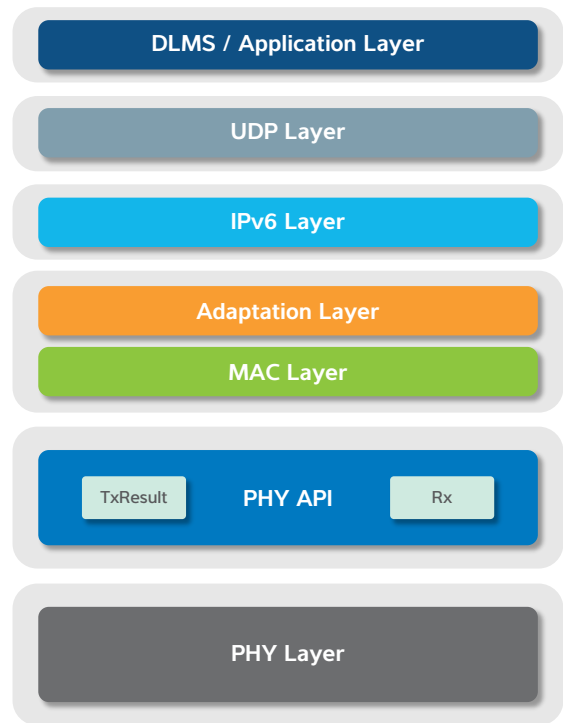 DLMS / Application Layer
UDP Layer
IPv6 Layer
Adaptation Layer
MAC Layer
TxResult
PHY API
Rx
PHY Layer